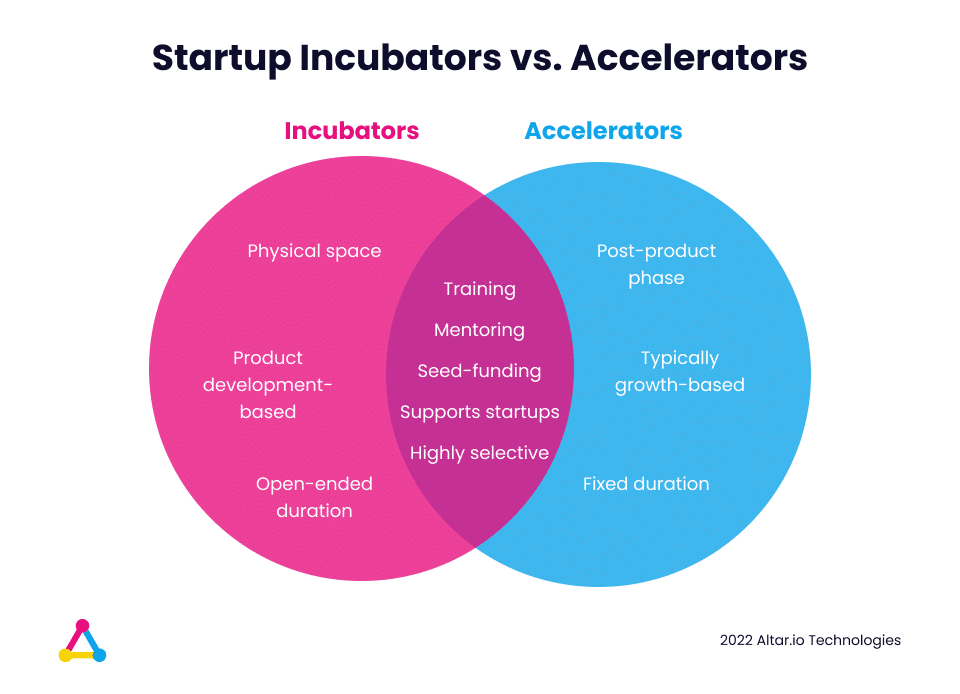 Startup Incubators vs. Accelerators
Incubators
Accelerators
Physical space
Product
development-
based
Open-ended
duration
Training
Mentoring
Seed-funding
Supports startups
Highly selective
Post-product
phase
Typically
growth-based
Fixed duration
2022 Altar.io Technologies